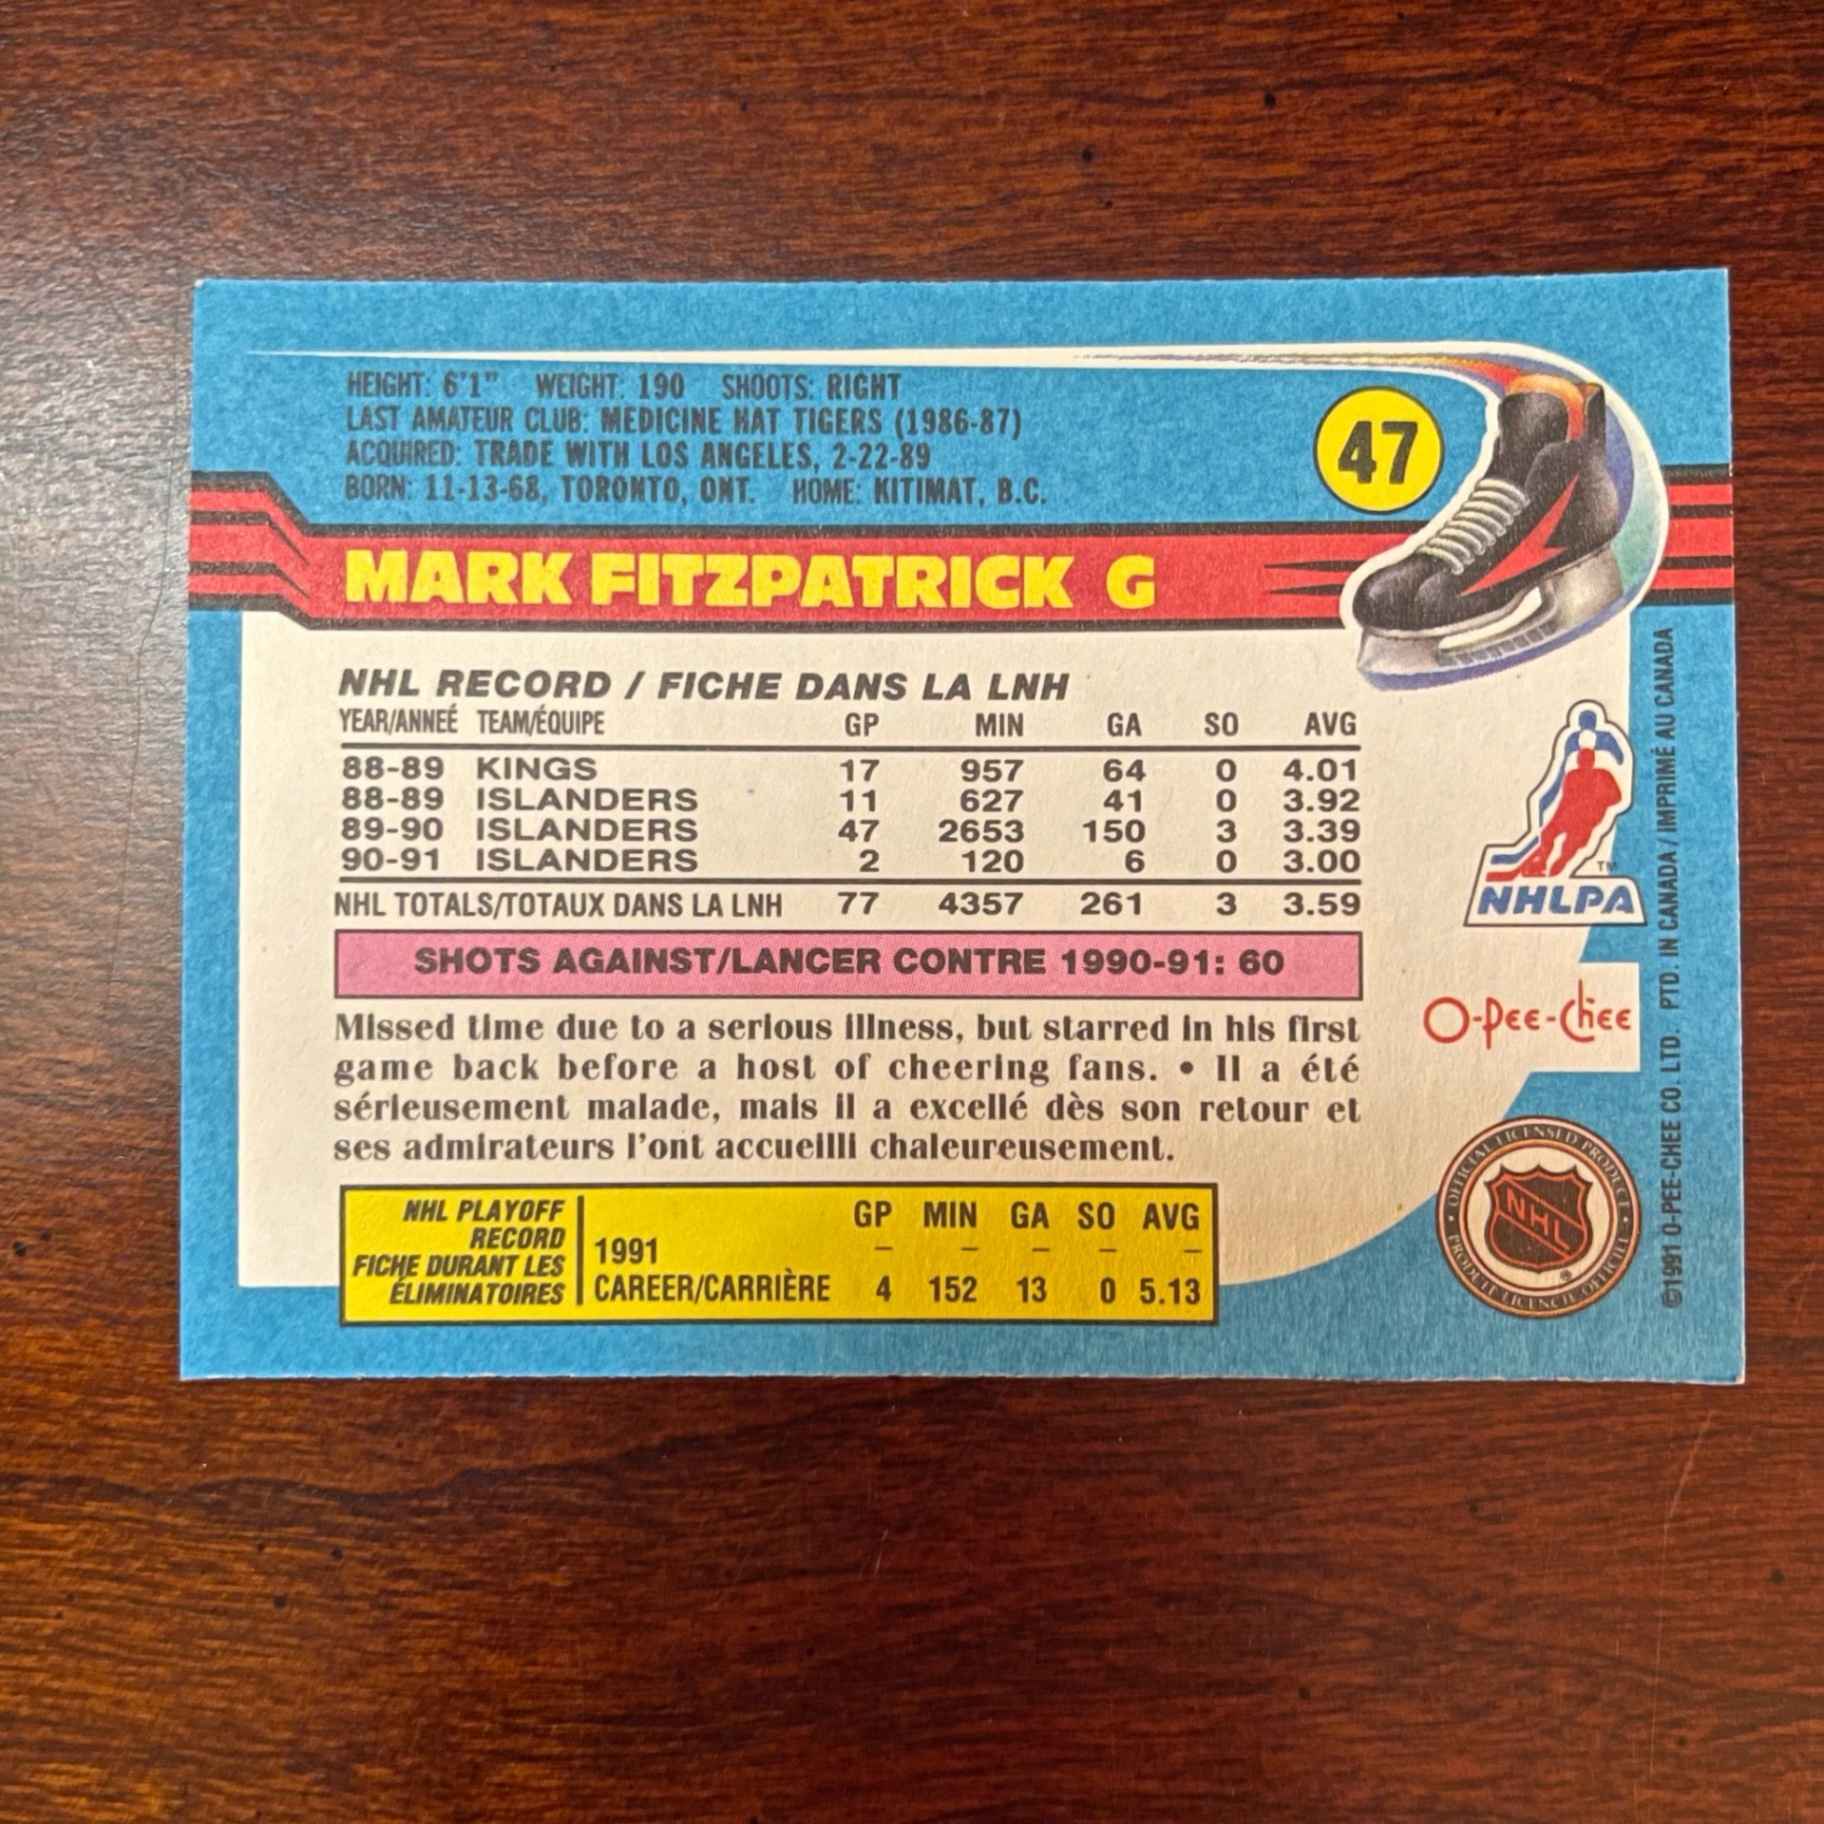 HEIGHT: 6'1" WEIGHT: 190 SHOOTS: RIGHT
LAST AMATEUR CLUB: MEDICINE HAT TIGERS (1986-87)
ACQUIRED: TRADE WITH LOS ANGELES, 2-22-89
BORN: 11-13-68, TORONTO, ONT. HOME: KITIMAT, B.C.
47
MARK FITZPATRICK G
NHL RECORD / FICHE DANS LA LNH
YEAR/ANNEÉ TEAM/ÉQUIPE GP MIN GA SO AVG
88-89 KINGS 17 957 64 0 4.01
88-89 ISLANDERS 11 627 41 0 3.92
89-90 ISLANDERS 47 2653 150 3 3.39
90-91 ISLANDERS 2 120 6 0 3.00
NHL TOTALS/TOTAUX DANS LA LNH 77 4357 261 3 3.59
SHOTS AGAINST/LANCER CONTRE 1990-91: 60
Missed time due to a serious illness, but starred in his first
game back before a host of cheering fans. • Il a été
sérieusement malade, mais il a excellé dès son retour et
ses admirateurs l'ont accueilli chaleureusement.
NHL PLAYOFF
RECORD
FICHE DURANT LES
ÉLIMINATOIRES
GP MIN GA SO AVG
1991 – – – – –
CAREER/CARRIÈRE 4 152 13 0 5.13
TM
NHLPA
O-Pee-Chee
OFFICIAL LICENSED PRODUCT
NHL
®
PRODUIT LICENCIÉ OFFICIEL
©1991 O-PEE-CHEE CO. LTD. PTD. IN CANADA / IMPRIMÉ AU CANADA